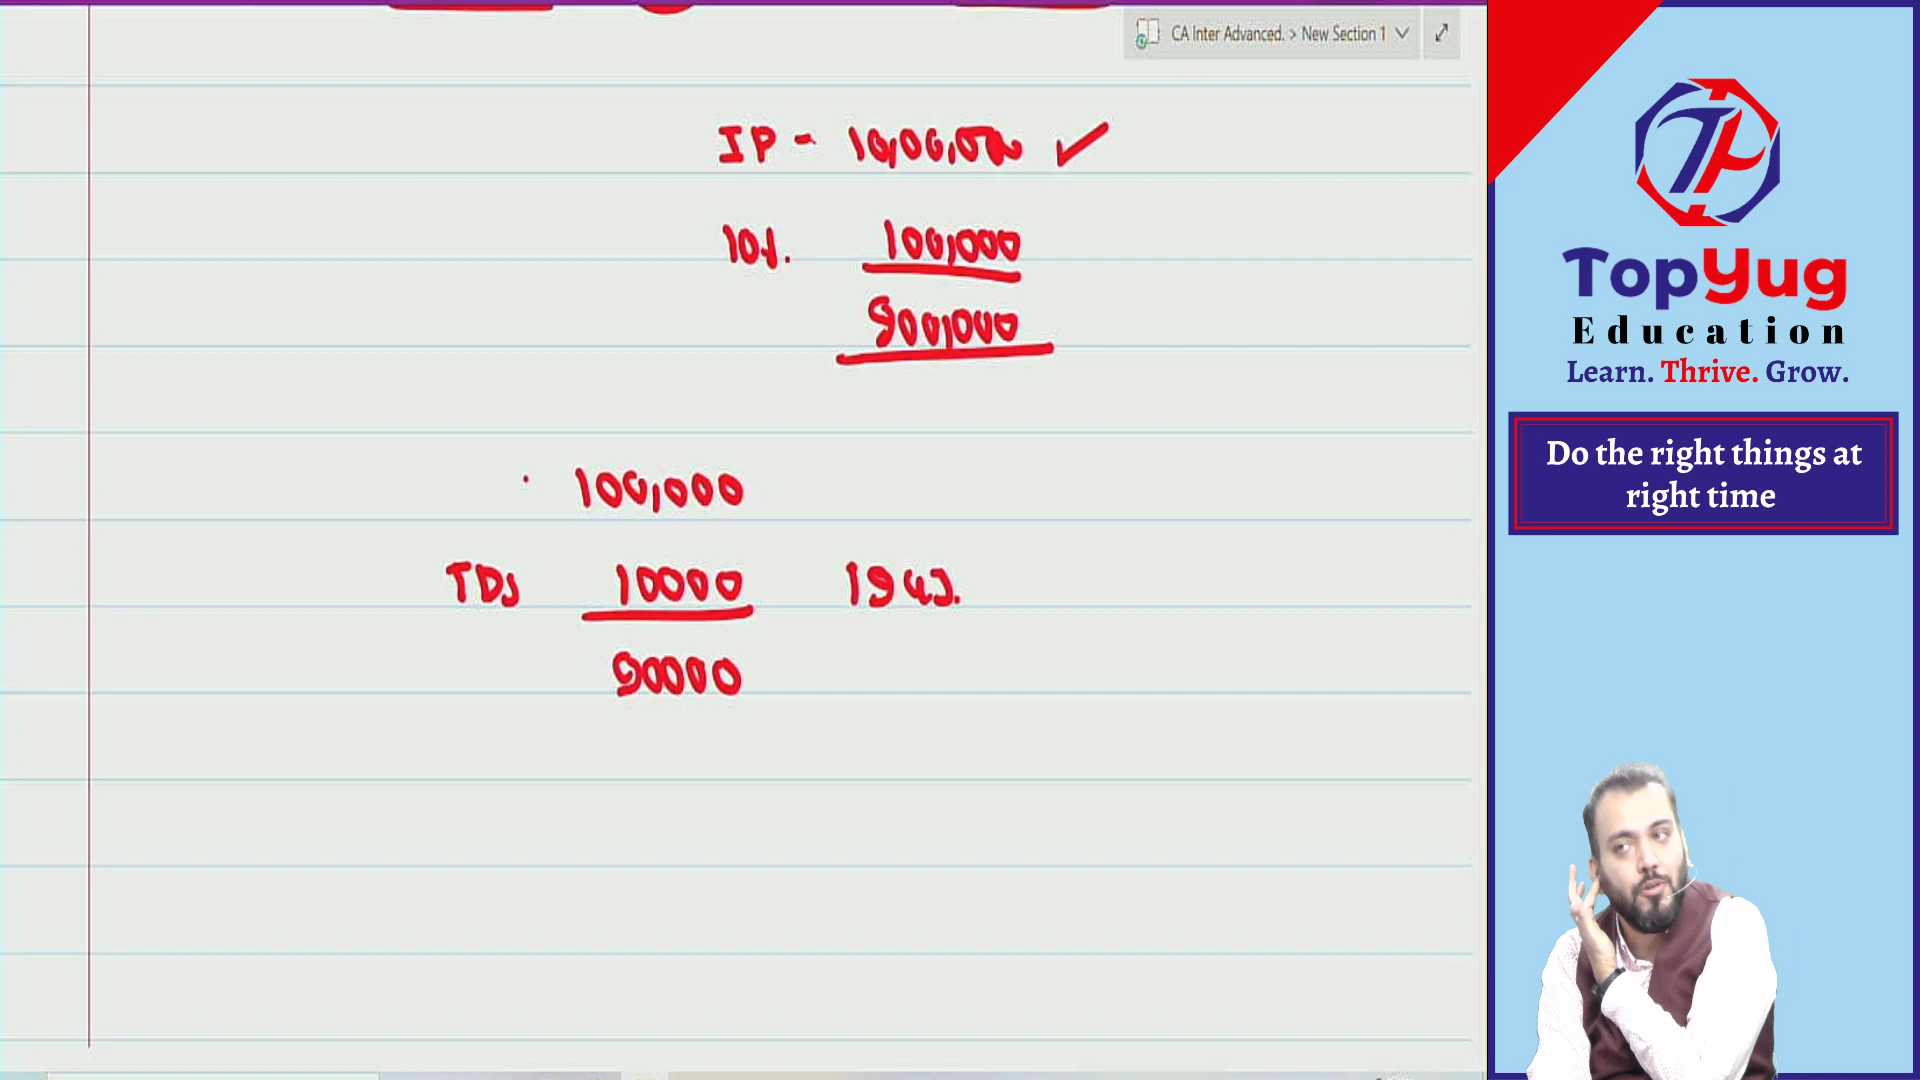 CA Inter Advanced. > New Section 1
IP - 10,00,000 ✓
10%. 100,000
900,000
100,000
TDS 10000 194J.
90000
TopYug
Education
Learn. Thrive. Grow.
Do the right things at
right time